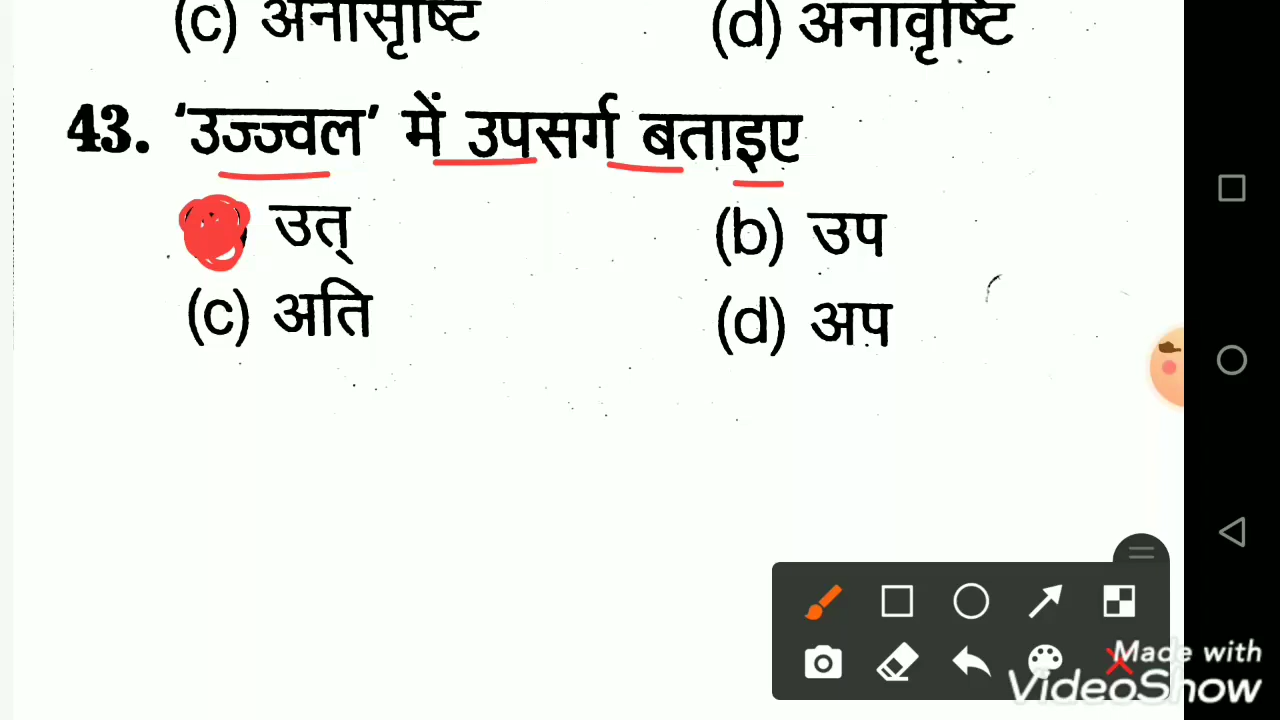 (c) अनासृष्टि (d) अनावृष्टि
43. ‘उज्ज्वल’ में उपसर्ग बताइए
उत् (b) उप
(c) अति (d) अप
Made with
VideoShow